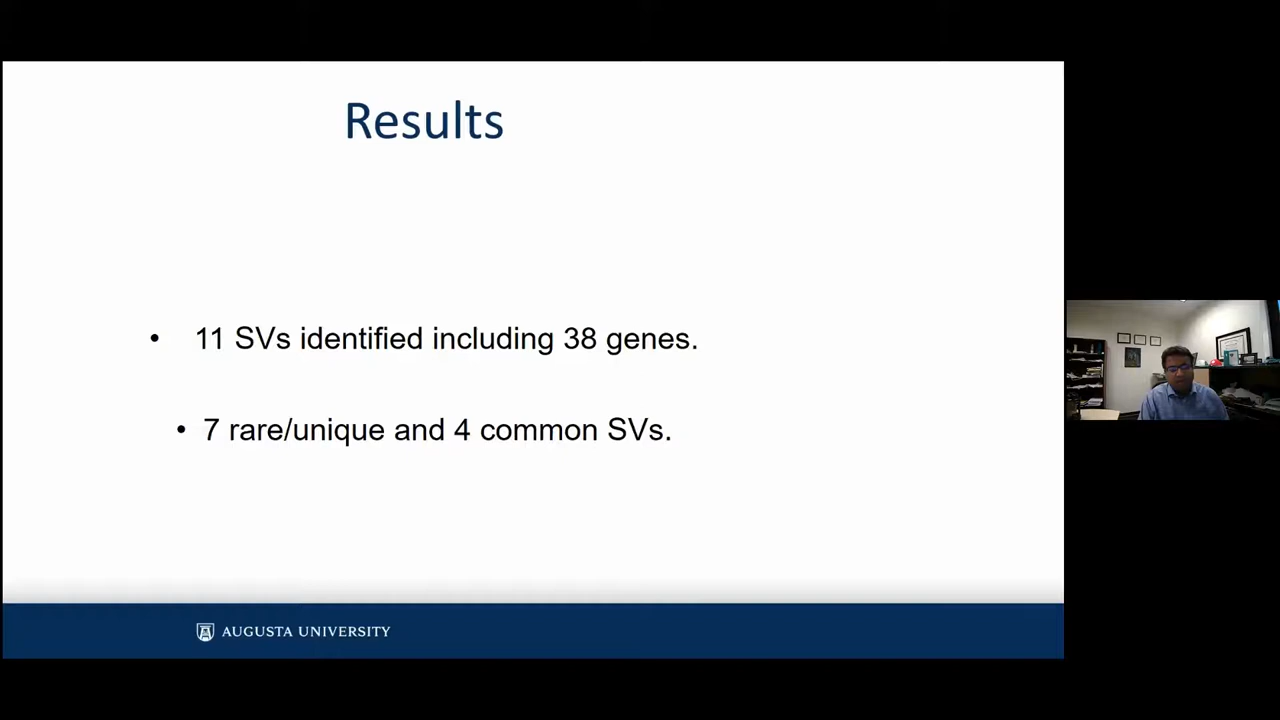 Results
• 11 SVs identified including 38 genes.
• 7 rare/unique and 4 common SVs.
AUGUSTA UNIVERSITY